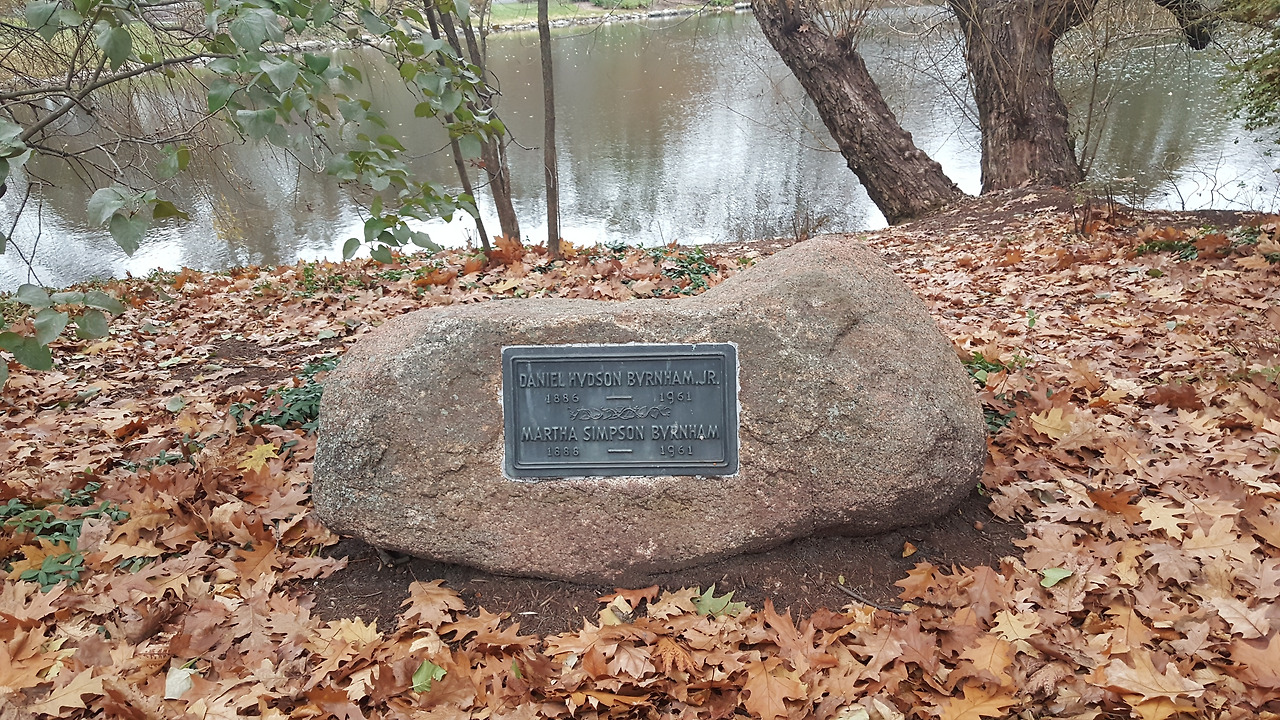 DANIEL HVDSON BVRNHAM, JR.
1886 — 1961
MARTHA SIMPSON BVRNHAM
1886 — 1961